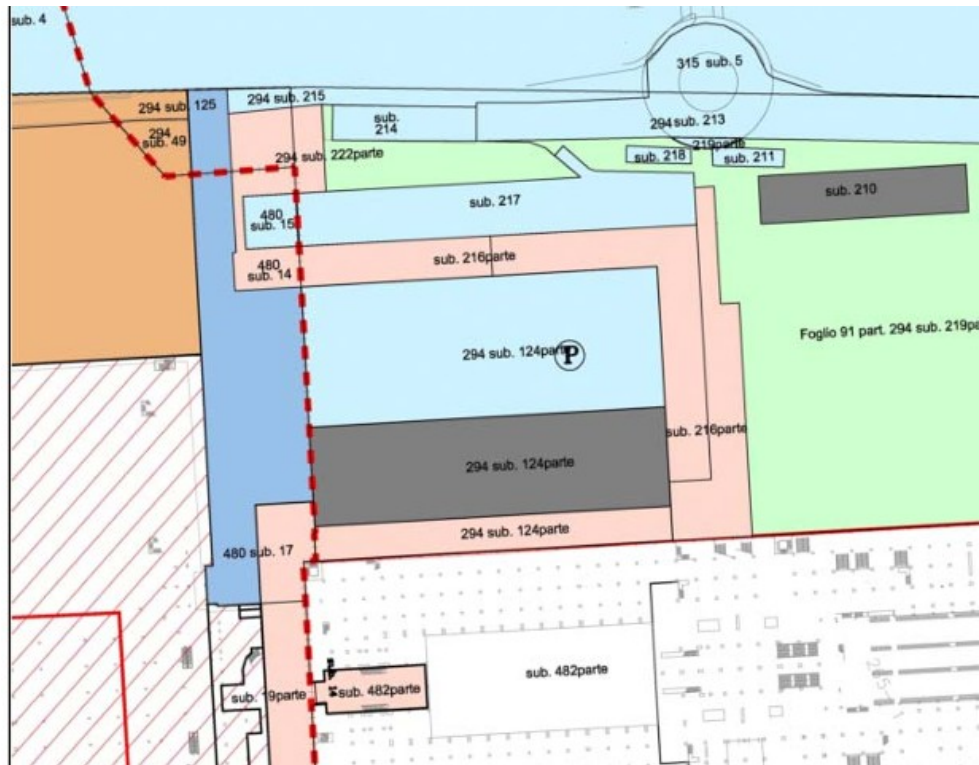 sub. 4
315 sub. 5
294 sub. 125
294 sub. 215
294
sub. 49
sub.
214
294 sub. 213
219parte
294 sub. 222parte
sub. 218
sub. 211
sub. 210
sub. 217
480
sub. 15
480
sub. 14
sub. 216parte
Foglio 91 part. 294 sub. 219pa
294 sub. 124parte
P
sub. 216parte
294 sub. 124parte
294 sub. 124parte
480 sub. 17
sub. 482parte
sub. 482parte
sub. 19parte